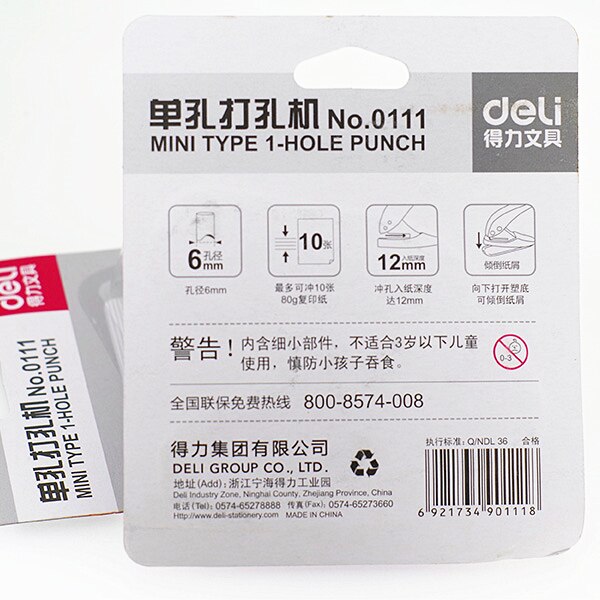 单孔打孔机 No.0111
MINI TYPE 1-HOLE PUNCH
deli
得力文具
6 孔径
mm
孔径6mm
10张
最多可冲10张
80g复印纸
12 入纸深度
mm
冲孔入纸深度
达12mm
倾倒纸屑
向下打开塑底
可倾倒纸屑
警告! 内含细小部件，不适合3岁以下儿童
使用，慎防小孩子吞食。
0-3
全国联保免费热线 800-8574-008
得力集团有限公司
DELI GROUP CO., LTD.
地址(Add)：浙江宁海得力工业园
Deli Industry Zone, Ninghai County, Zhejiang Province, China
电话(Tel)：0574-65278888 传真(Fax)：0574-65273660
Http://www.deli-stationery.com MADE IN CHINA
执行标准：Q/NDL 36 合格
6 921734 901118
deli
得力文具
单孔打孔机 No.0111
MINI TYPE 1-HOLE PUNCH